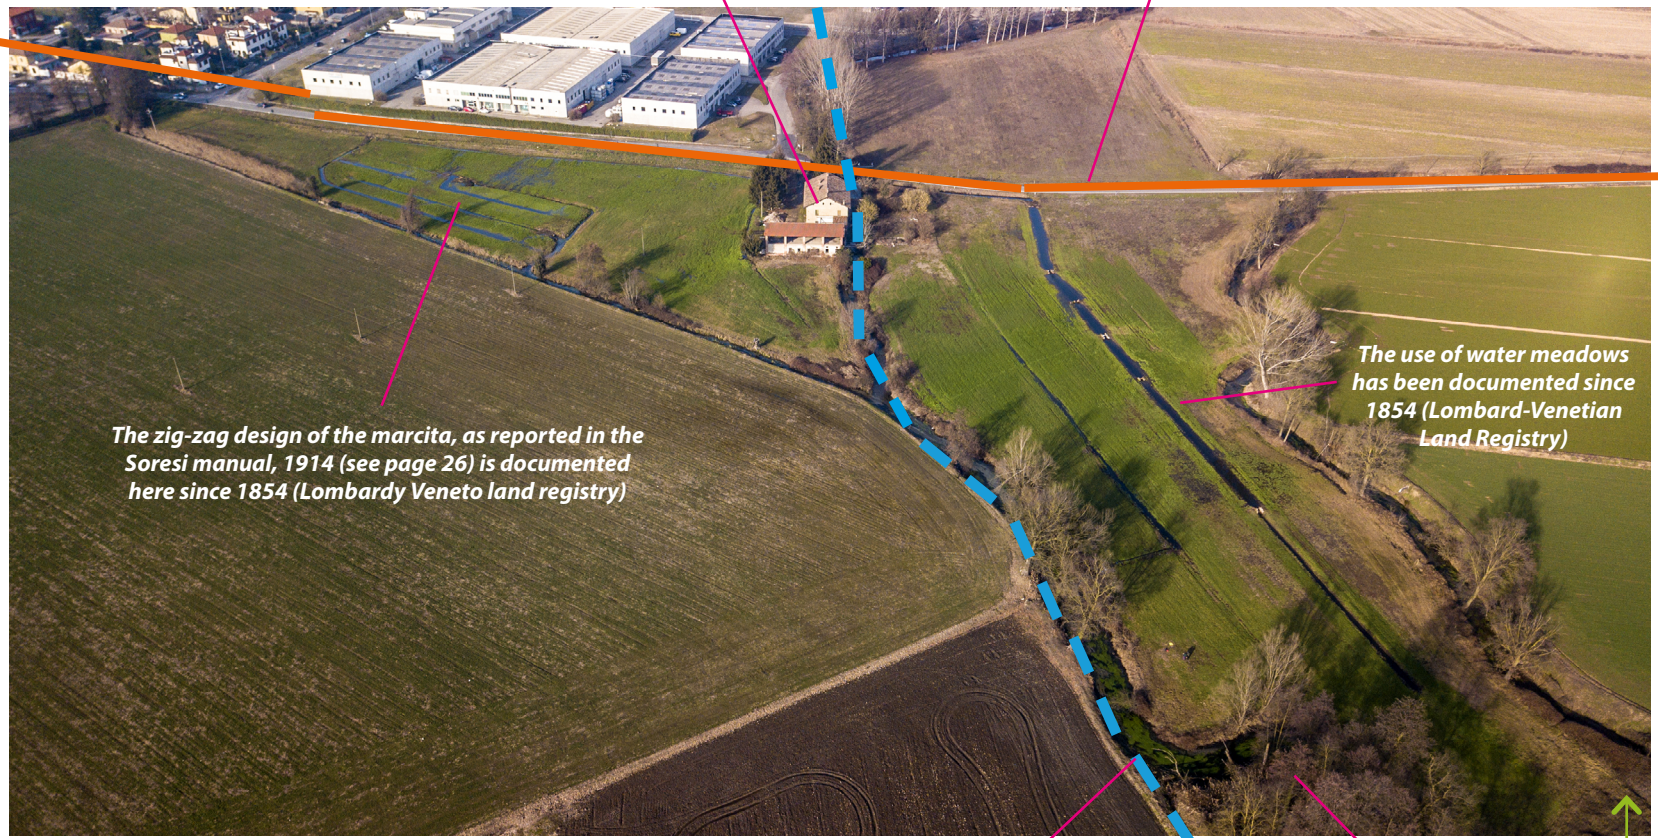 The use of water meadows
has been documented since
1854 (Lombard-Venetian
Land Registry)
The zig-zag design of the marcita, as reported in the
Soresi manual, 1914 (see page 26) is documented
here since 1854 (Lombardy Veneto land registry)